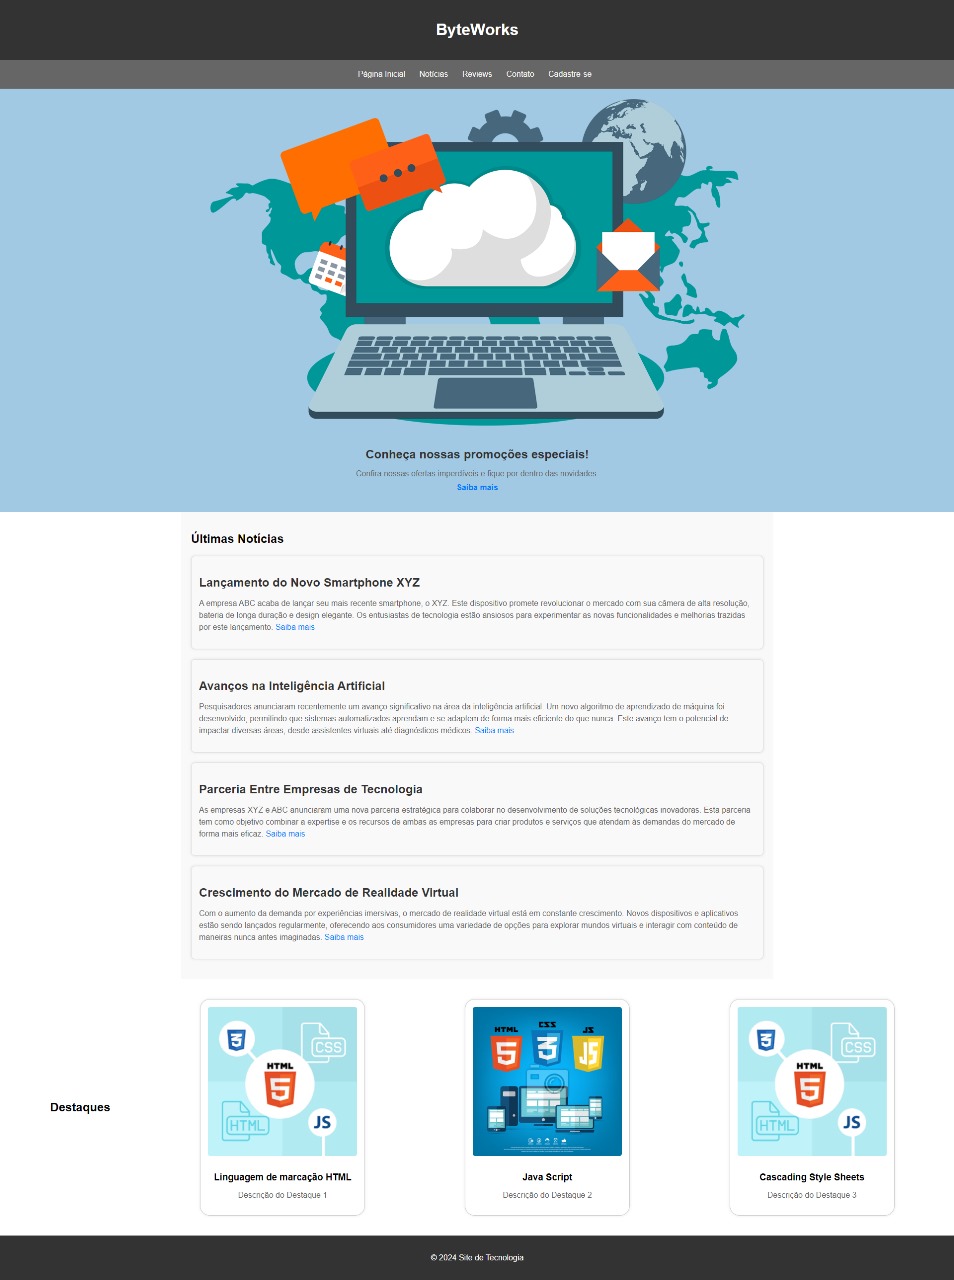 ByteWorks
Página Inicial Notícias Reviews Contato Cadastre-se
Conheça nossas promoções especiais!
Confira nossas ofertas imperdíveis e fique por dentro das novidades
Saiba mais
Últimas Notícias
Lançamento do Novo Smartphone XYZ
A empresa ABC acaba de lançar seu mais recente smartphone, o XYZ. Este dispositivo promete revolucionar o mercado com sua câmera de alta resolução,
bateria de longa duração e design elegante. Os entusiastas de tecnologia estão ansiosos para experimentar as novas funcionalidades e melhorias trazidas
por este lançamento. Saiba mais
Avanços na Inteligência Artificial
Pesquisadores anunciaram recentemente um avanço significativo na área da inteligência artificial. Um novo algoritmo de aprendizado de máquina foi
desenvolvido, permitindo que sistemas automatizados aprendam e se adaptem de forma mais eficiente do que nunca. Este avanço tem o potencial de
impactar diversas áreas, desde assistentes virtuais até diagnósticos médicos. Saiba mais
Parceria Entre Empresas de Tecnologia
As empresas XYZ e ABC anunciaram uma nova parceria estratégica para colaborar no desenvolvimento de soluções tecnológicas inovadoras. Esta parceria
tem como objetivo combinar a expertise e os recursos de ambas as empresas para criar produtos e serviços que atendam às demandas do mercado de
forma mais eficaz. Saiba mais
Crescimento do Mercado de Realidade Virtual
Com o aumento da demanda por experiências imersivas, o mercado de realidade virtual está em constante crescimento. Novos dispositivos e aplicativos
estão sendo lançados regularmente, oferecendo aos consumidores uma variedade de opções para explorar mundos virtuais e interagir com conteúdo de
maneiras nunca antes imaginadas. Saiba mais
Destaques
3 CSS
HTML
5
HTML JS
Linguagem de marcação HTML
Descrição do Destaque 1
HTML CSS JS
5 3 JS
Java Script
Descrição do Destaque 2
3 CSS
HTML
5
HTML JS
Cascading Style Sheets
Descrição do Destaque 3
© 2024 Site de Tecnologia